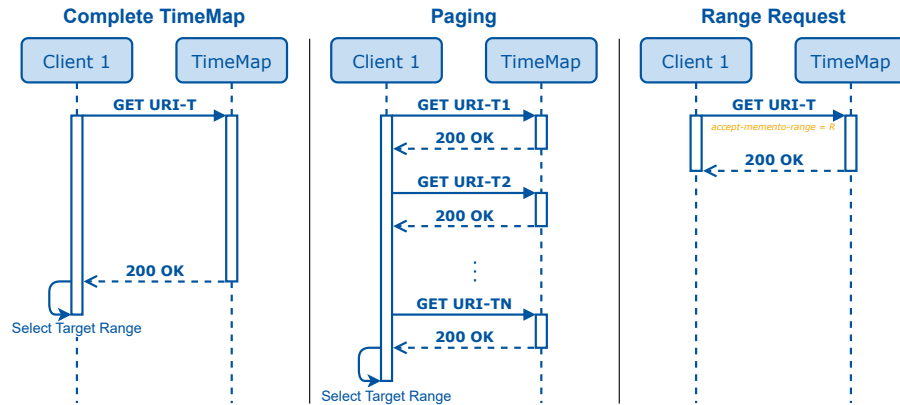 Complete TimeMap
Client 1
TimeMap
GET URI-T
200 OK
Select Target Range
Paging
Client 1
TimeMap
GET URI-T1
200 OK
GET URI-T2
200 OK
...
GET URI-TN
200 OK
Select Target Range
Range Request
Client 1
TimeMap
GET URI-T
accept-memento-range = R
200 OK